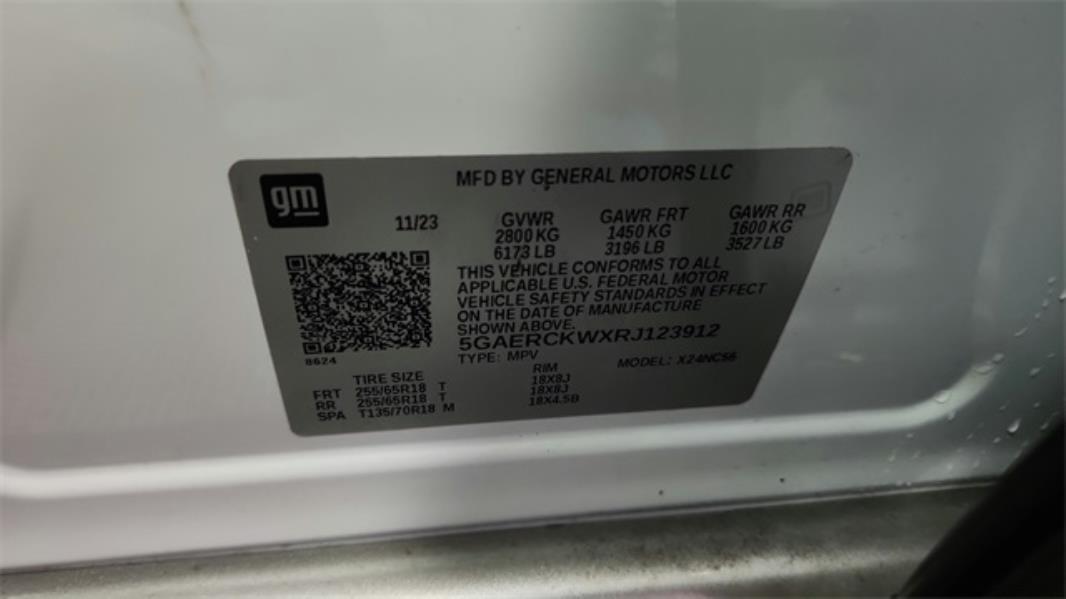 gm
MFD BY GENERAL MOTORS LLC
11/23
GVWR GAWR FRT GAWR RR
2800 KG 1450 KG 1600 KG
6173 LB 3196 LB 3527 LB
THIS VEHICLE CONFORMS TO ALL
APPLICABLE U.S. FEDERAL MOTOR
VEHICLE SAFETY STANDARDS IN EFFECT
ON THE DATE OF MANUFACTURE
SHOWN ABOVE.
5GAERCKWXRJ123912
8624
TYPE: MPV MODEL: X24NC56
TIRE SIZE RIM
FRT 255/65R18 T 18X8J
RR 255/65R18 T 18X8J
SPA T135/70R18 M 18X4.5B